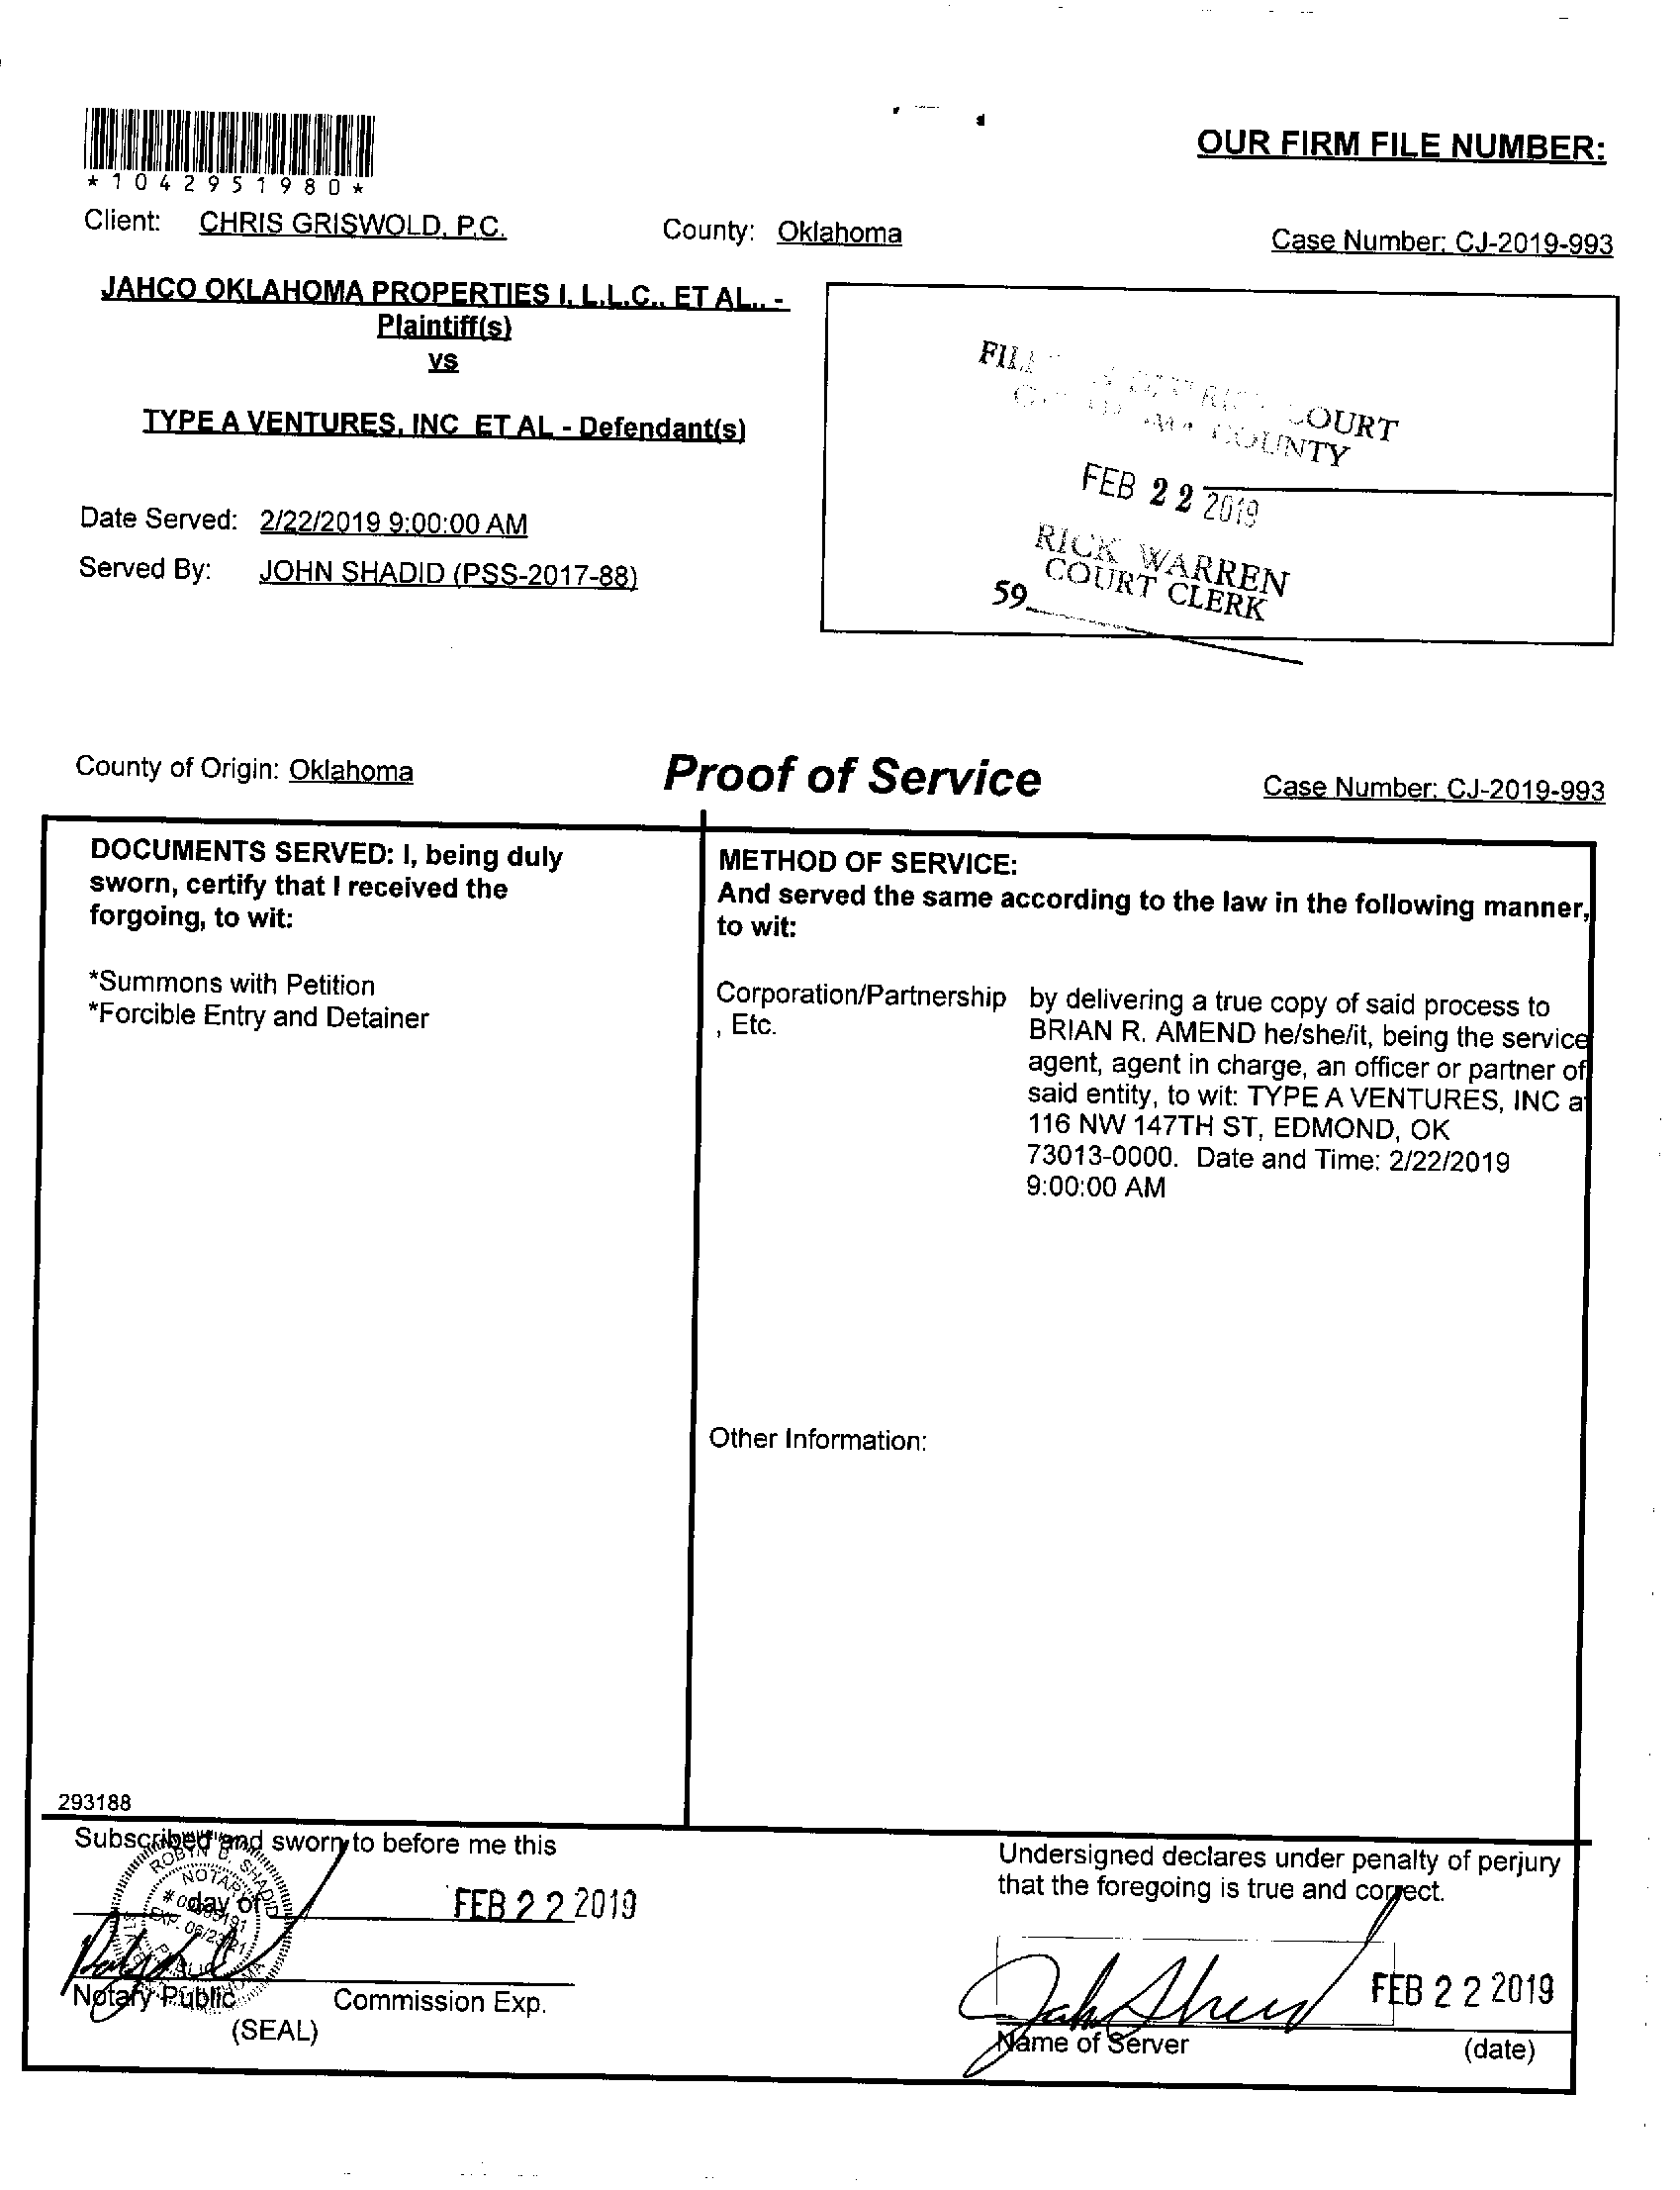 OUR FIRM FILE NUMBER:
*1042951980*
Client: CHRIS GRISWOLD, P.C. County: Oklahoma Case Number: CJ-2019-993
JAHCO OKLAHOMA PROPERTIES I, L.L.C., ET AL., -
Plaintiff(s)
vs
TYPE A VENTURES, INC ET AL - Defendant(s)
COURT
COUNTY
FEB 22 2019
RICK WARREN
COURT CLERK
59
Date Served: 2/22/2019 9:00:00 AM
Served By: JOHN SHADID (PSS-2017-88)
County of Origin: Oklahoma Proof of Service Case Number: CJ-2019-993
DOCUMENTS SERVED: I, being duly
sworn, certify that I received the
forgoing, to wit:
*Summons with Petition
*Forcible Entry and Detainer
METHOD OF SERVICE:
And served the same according to the law in the following manner,
to wit:
Corporation/Partnership
, Etc.
by delivering a true copy of said process to
BRIAN R. AMEND he/she/it, being the service
agent, agent in charge, an officer or partner of
said entity, to wit: TYPE A VENTURES, INC a
116 NW 147TH ST, EDMOND, OK
73013-0000. Date and Time: 2/22/2019
9:00:00 AM
Other Information:
293188
Subscribed and sworn to before me this
day of FEB 22 2019
ROBYN B. SHADID
NOTARY
EXP. 06/23/21
PUBLIC
Notary Public Commission Exp.
(SEAL)
Undersigned declares under penalty of perjury
that the foregoing is true and correct.
FEB 22 2019
Name of Server (date)